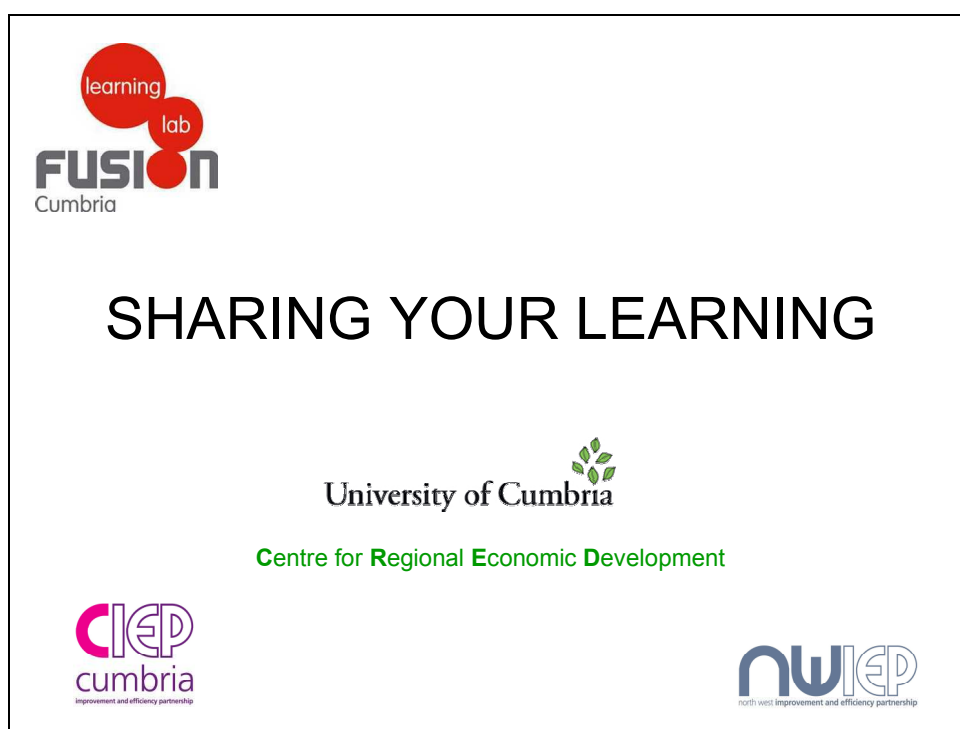 learning
lab
FUSION
Cumbria
SHARING YOUR LEARNING
University of Cumbria
Centre for Regional Economic Development
CIEP
cumbria
improvement and efficiency partnership
nwIEP
north west improvement and efficiency partnership